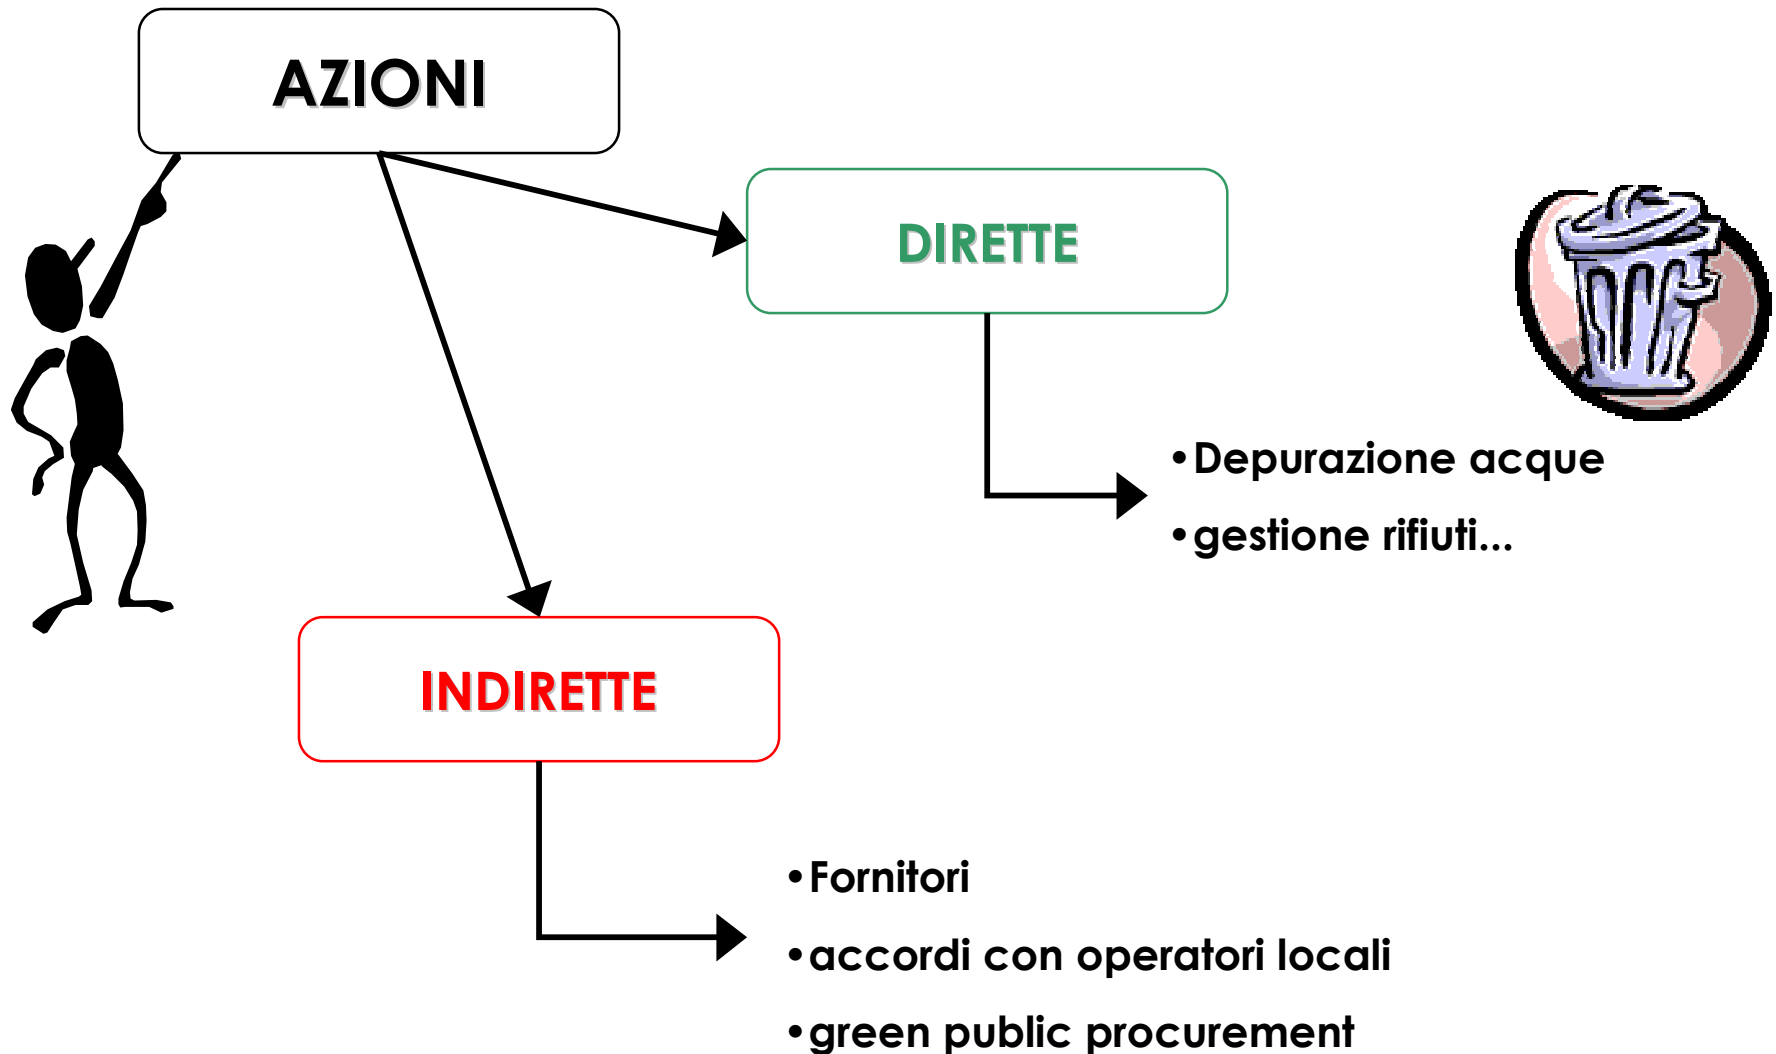 AZIONI
DIRETTE
•Depurazione acque
•gestione rifiuti...
INDIRETTE
•Fornitori
•accordi con operatori locali
•green public procurement